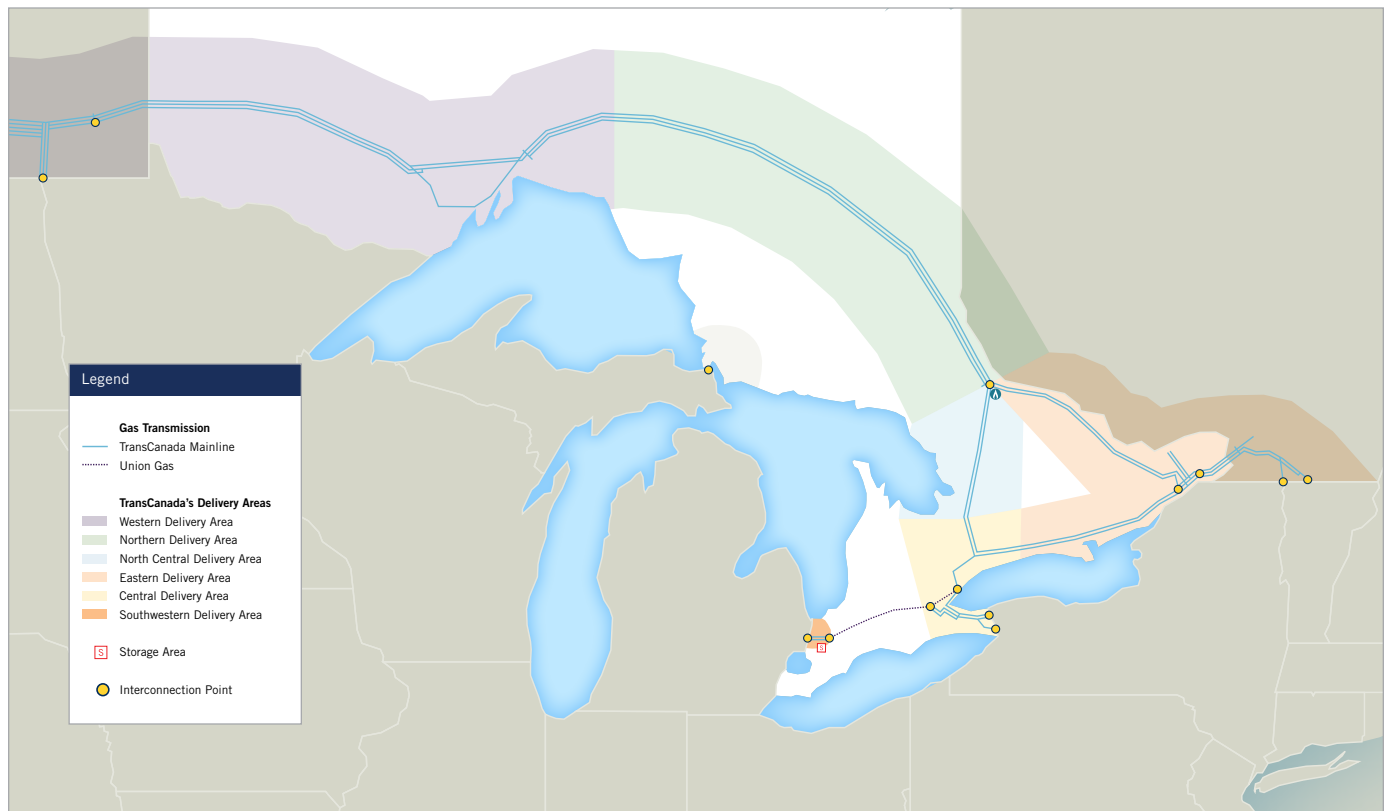 Legend
Gas Transmission
TransCanada Mainline
Union Gas
TransCanada's Delivery Areas
Western Delivery Area
Northern Delivery Area
North Central Delivery Area
Eastern Delivery Area
Central Delivery Area
Southwestern Delivery Area
S Storage Area
Interconnection Point
S